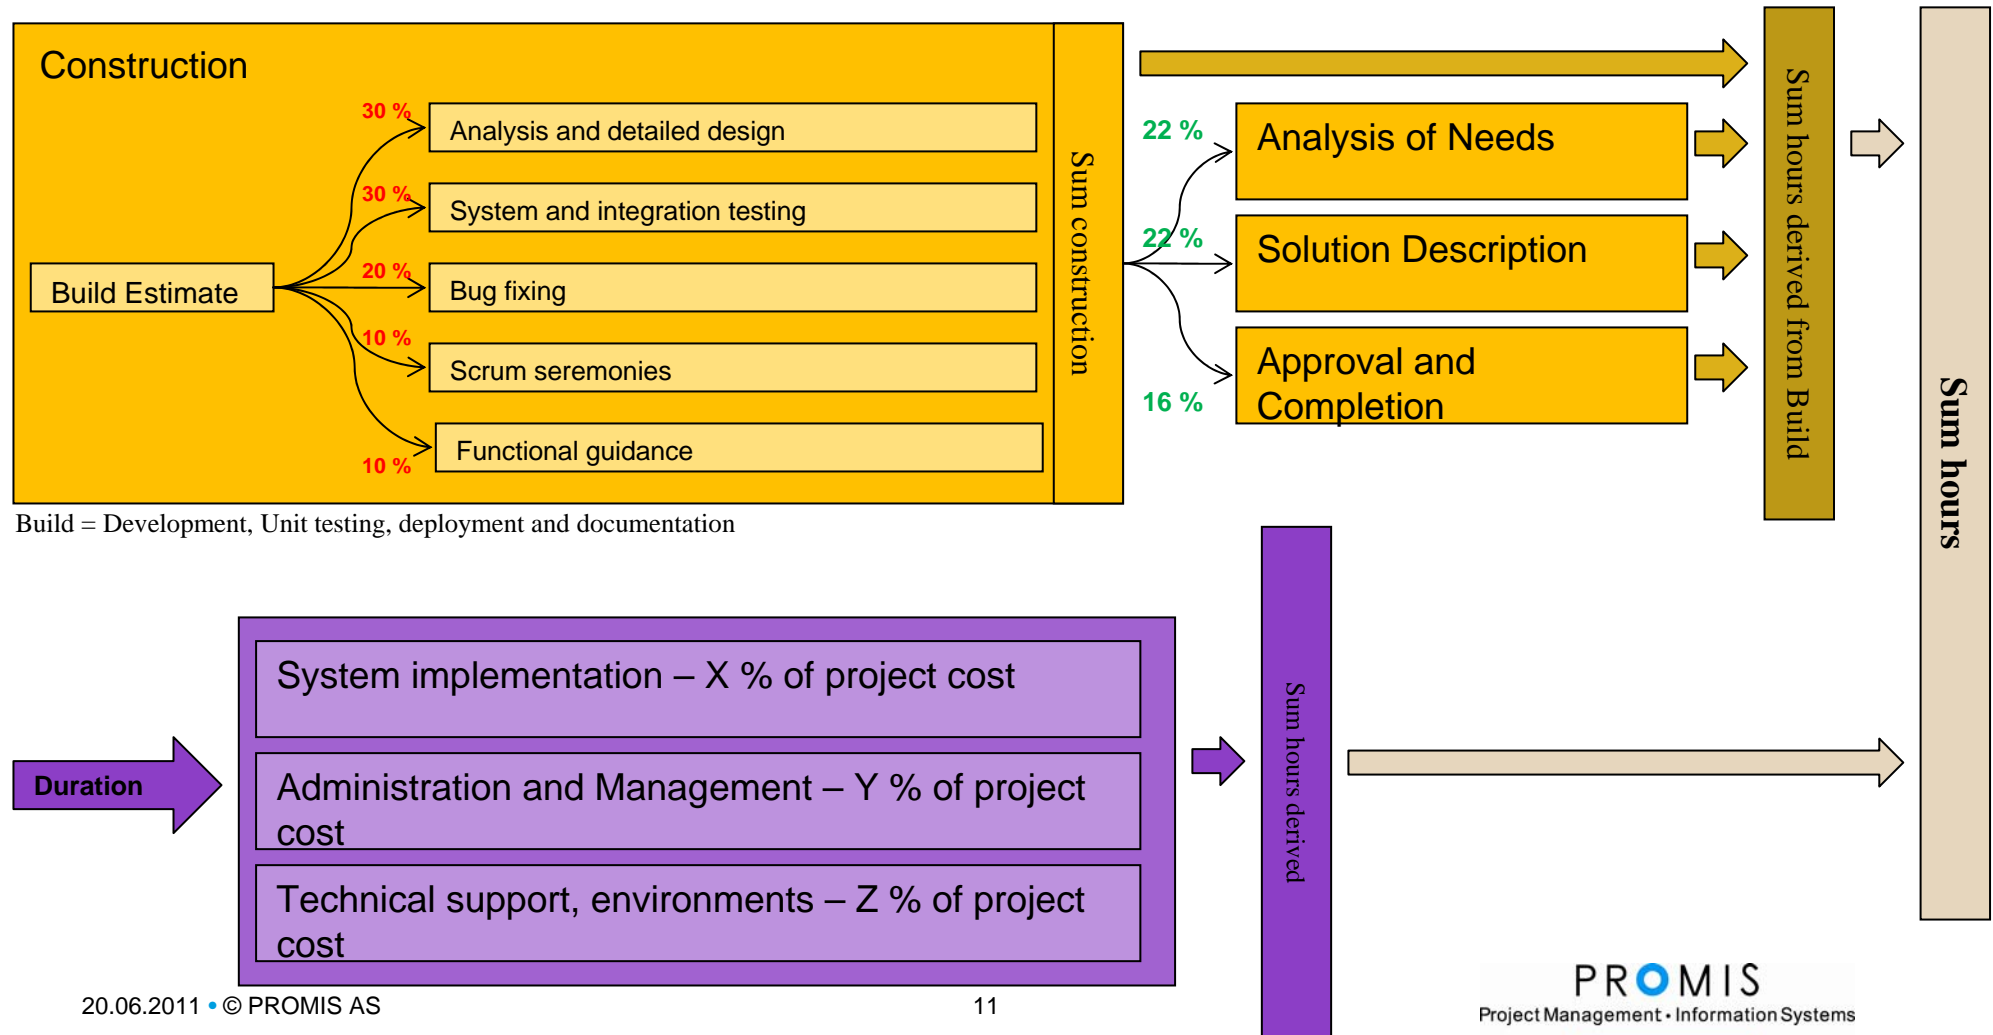 Construction
30 %
Analysis and detailed design
30 %
System and integration testing
Build Estimate
20 %
Bug fixing
10 %
Scrum seremonies
10 %
Functional guidance
Sum construction
22 %
Analysis of Needs
22 %
Solution Description
16 %
Approval and
Completion
Sum hours derived from Build
Sum hours
Build = Development, Unit testing, deployment and documentation
Duration
System implementation – X % of project cost
Administration and Management – Y % of project
cost
Technical support, environments – Z % of project
cost
Sum hours derived
20.06.2011 • © PROMIS AS
11
PROMIS
Project Management • Information Systems